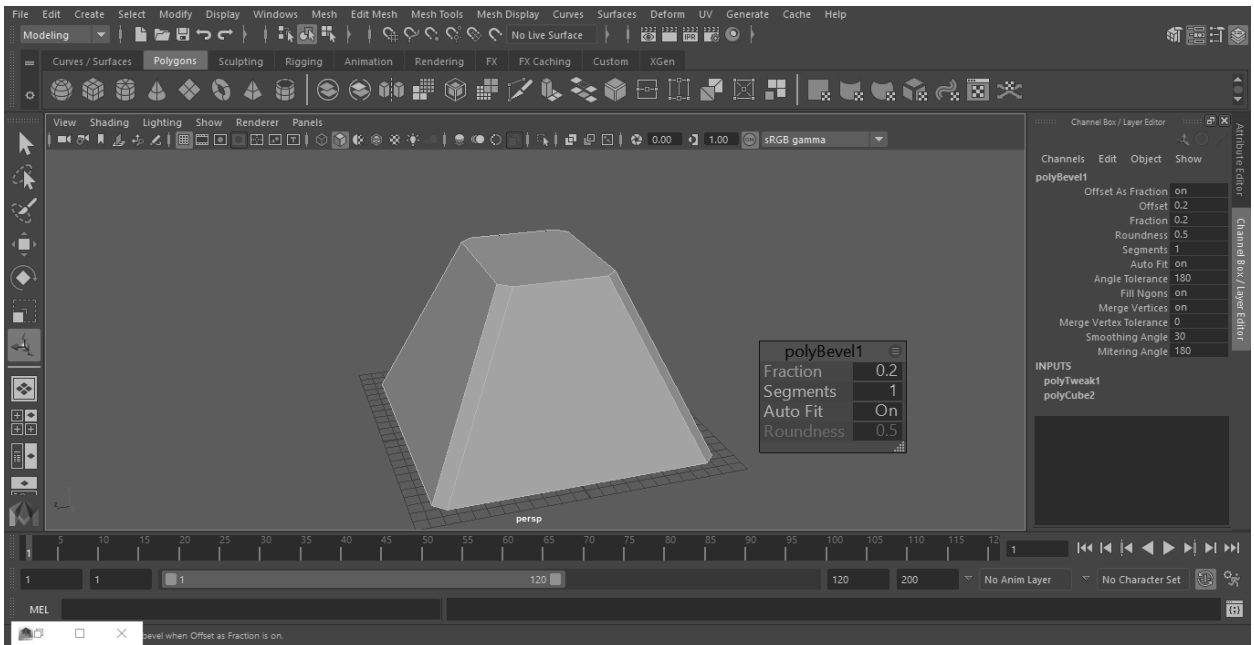 File Edit Create Select Modify Display Windows Mesh Edit Mesh Mesh Tools Mesh Display Curves Surfaces Deform UV Generate Cache Help
Modeling No Live Surface IPR
Curves / Surfaces Polygons Sculpting Rigging Animation Rendering FX FX Caching Custom XGen
View Shading Lighting Show Renderer Panels
0.00 1.00 sRGB gamma
Channel Box / Layer Editor
Channels Edit Object Show
polyBevel1
Offset As Fraction on
Offset 0.2
Fraction 0.2
Roundness 0.5
Segments 1
Auto Fit on
Angle Tolerance 180
Fill Ngons on
Merge Vertices on
Merge Vertex Tolerance 0
Smoothing Angle 30
Mitering Angle 180
INPUTS
polyTweak1
polyCube2
Attribute Editor
Channel Box / Layer Editor
polyBevel1
Fraction 0.2
Segments 1
Auto Fit On
Roundness 0.5
persp
5 10 15 20 25 30 35 40 45 50 55 60 65 70 75 80 85 90 95 100 105 110 115 12
1 1
1 1 1 120 120 200 No Anim Layer No Character Set
MEL
bevel when Offset as Fraction is on.